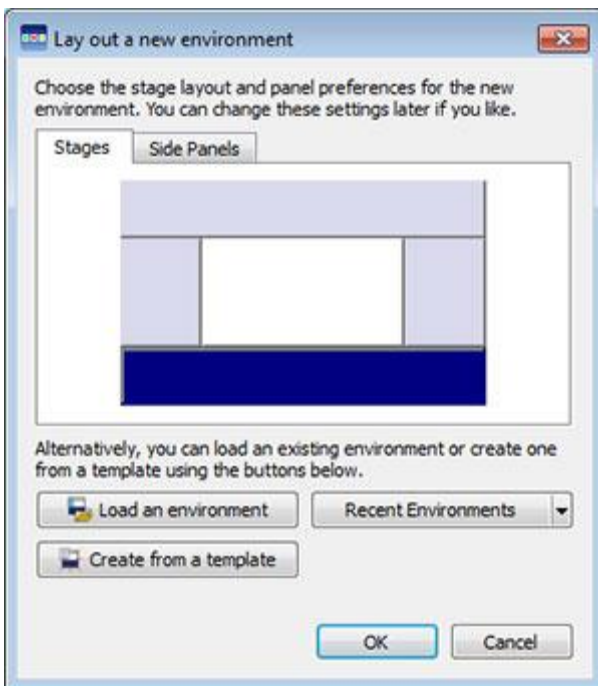 Lay out a new environment
Choose the stage layout and panel preferences for the new
environment. You can change these settings later if you like.
Stages Side Panels
Alternatively, you can load an existing environment or create one
from a template using the buttons below.
Load an environment Recent Environments
Create from a template
OK Cancel